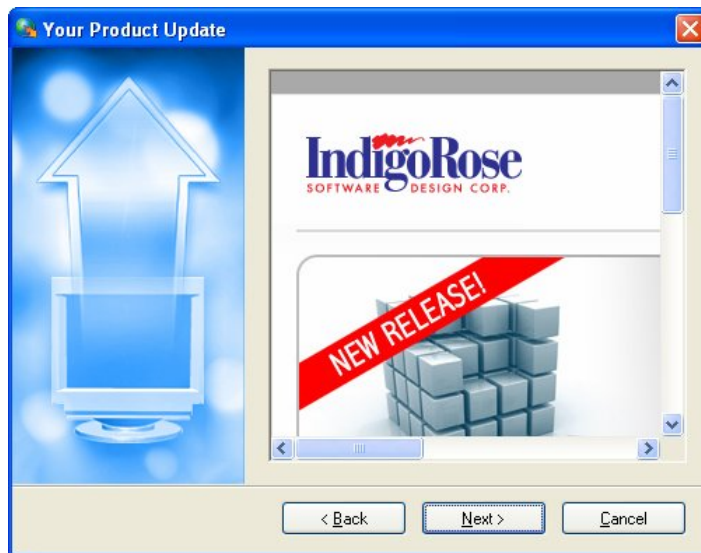 Your Product Update
IndigoRose
SOFTWARE DESIGN CORP.
NEW RELEASE!
< Back
Next >
Cancel